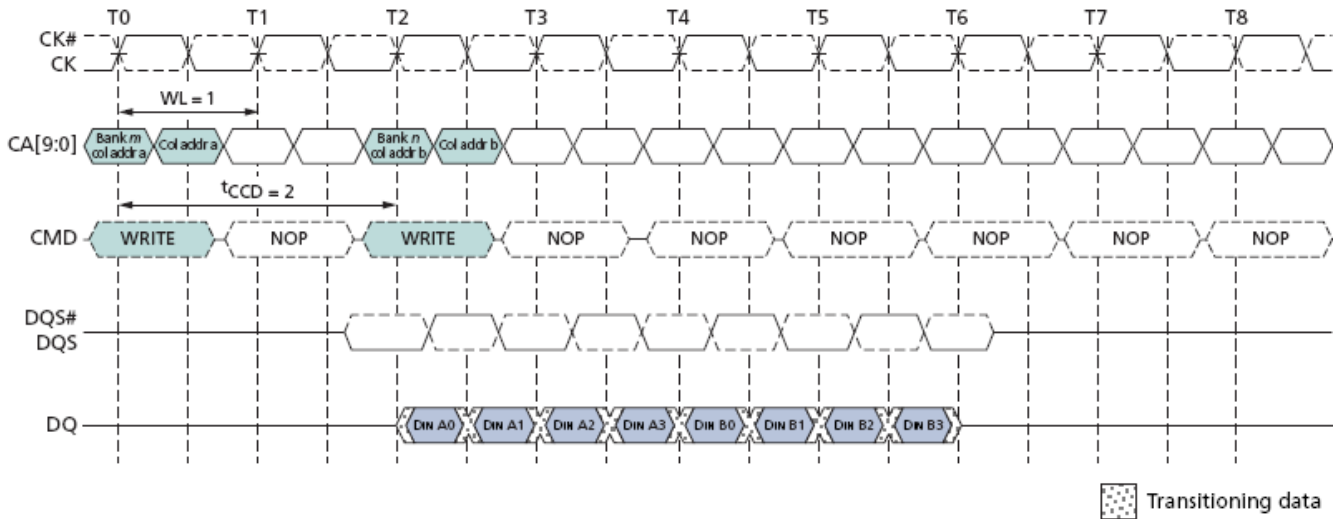 T0 T1 T2 T3 T4 T5 T6 T7 T8
CK#
CK
WL = 1
CA[9:0]
Bank m
col addr a
Col addr a
Bank n
col addr b
Col addr b
tCCD = 2
CMD WRITE NOP WRITE NOP NOP NOP NOP NOP NOP
DQS#
DQS
DQ DIN A0 DIN A1 DIN A2 DIN A3 DIN B0 DIN B1 DIN B2 DIN B3
Transitioning data